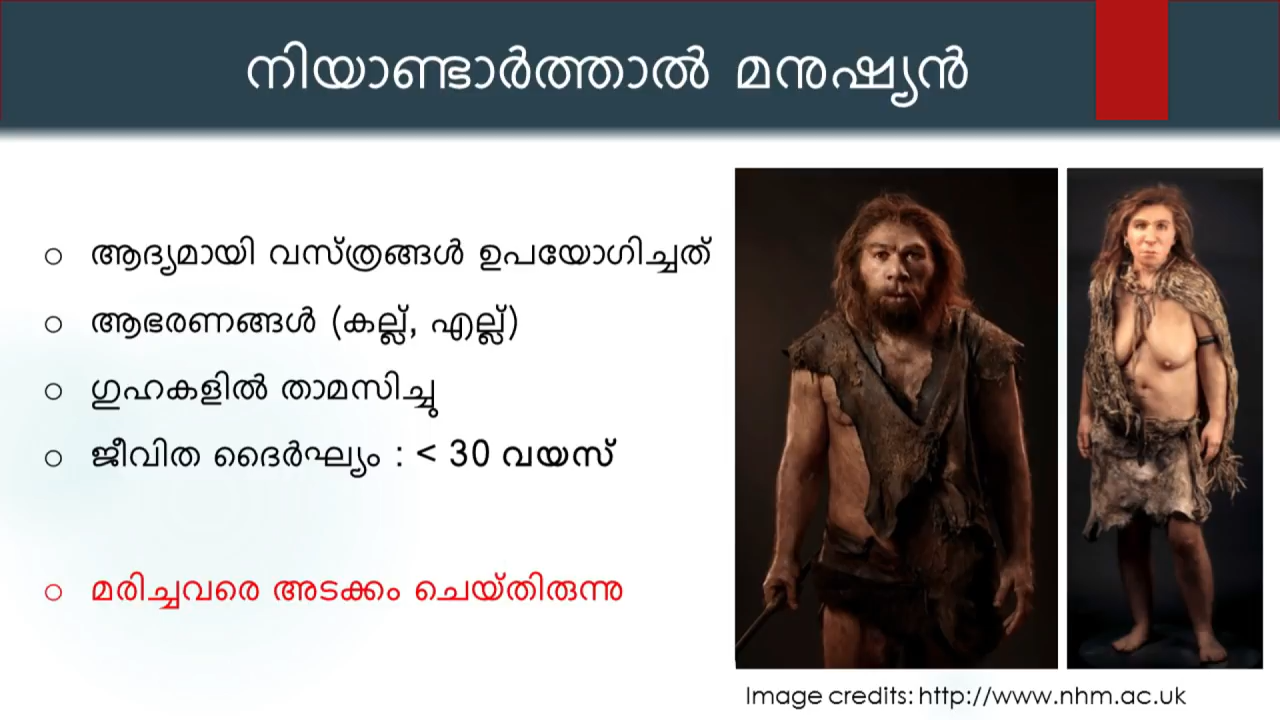 നിയാണ്ടാർത്താൽ മനുഷ്യൻ
ആദ്യമായി വസ്ത്രങ്ങൾ ഉപയോഗിച്ചത്
ആഭരണങ്ങൾ (കല്ല്, എല്ല്)
ഗുഹകളിൽ താമസിച്ചു
ജീവിത ദൈർഘ്യം : < 30 വയസ്
മരിച്ചവരെ അടക്കം ചെയ്തിരുന്നു
Image credits: http://www.nhm.ac.uk